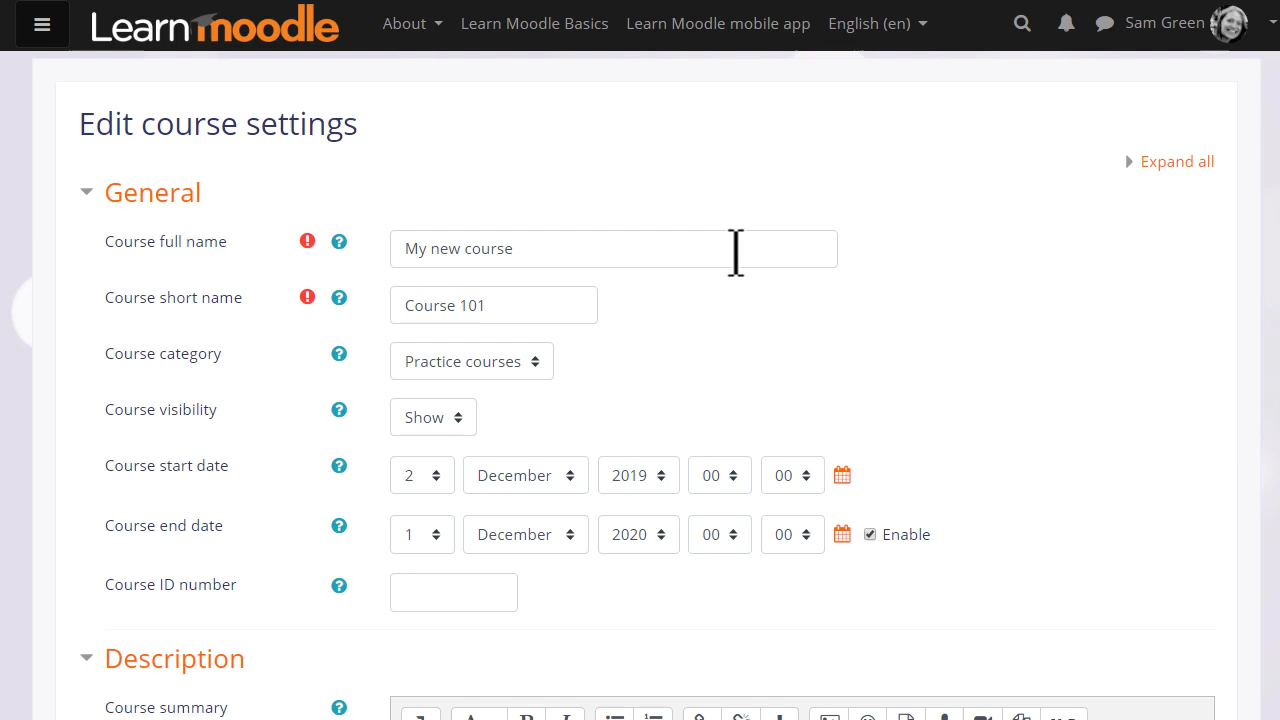 Learn moodle About Learn Moodle Basics Learn Moodle mobile app English (en) Sam Green
Edit course settings
Expand all
General
Course full name My new course
Course short name Course 101
Course category Practice courses
Course visibility Show
Course start date 2 December 2019 00 00
Course end date 1 December 2020 00 00 Enable
Course ID number
Description
Course summary